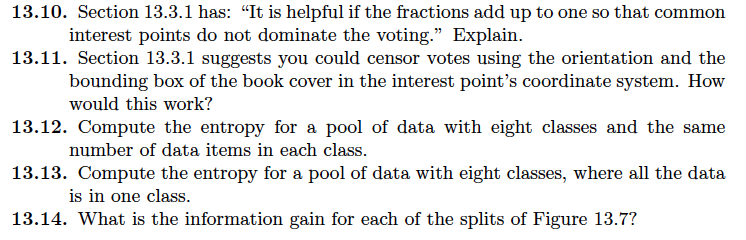 13.10. Section 13.3.1 has: “It is helpful if the fractions add up to one so that common
interest points do not dominate the voting.” Explain.
13.11. Section 13.3.1 suggests you could censor votes using the orientation and the
bounding box of the book cover in the interest point’s coordinate system. How
would this work?
13.12. Compute the entropy for a pool of data with eight classes and the same
number of data items in each class.
13.13. Compute the entropy for a pool of data with eight classes, where all the data
is in one class.
13.14. What is the information gain for each of the splits of Figure 13.7?